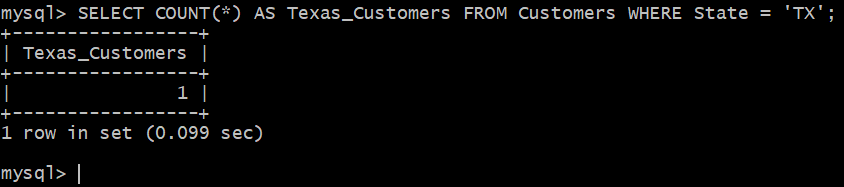 mysql> SELECT COUNT(*) AS Texas_Customers FROM Customers WHERE State = 'TX';
+-----------------+
| Texas_Customers |
+-----------------+
|               1 |
+-----------------+
1 row in set (0.099 sec)
mysql>